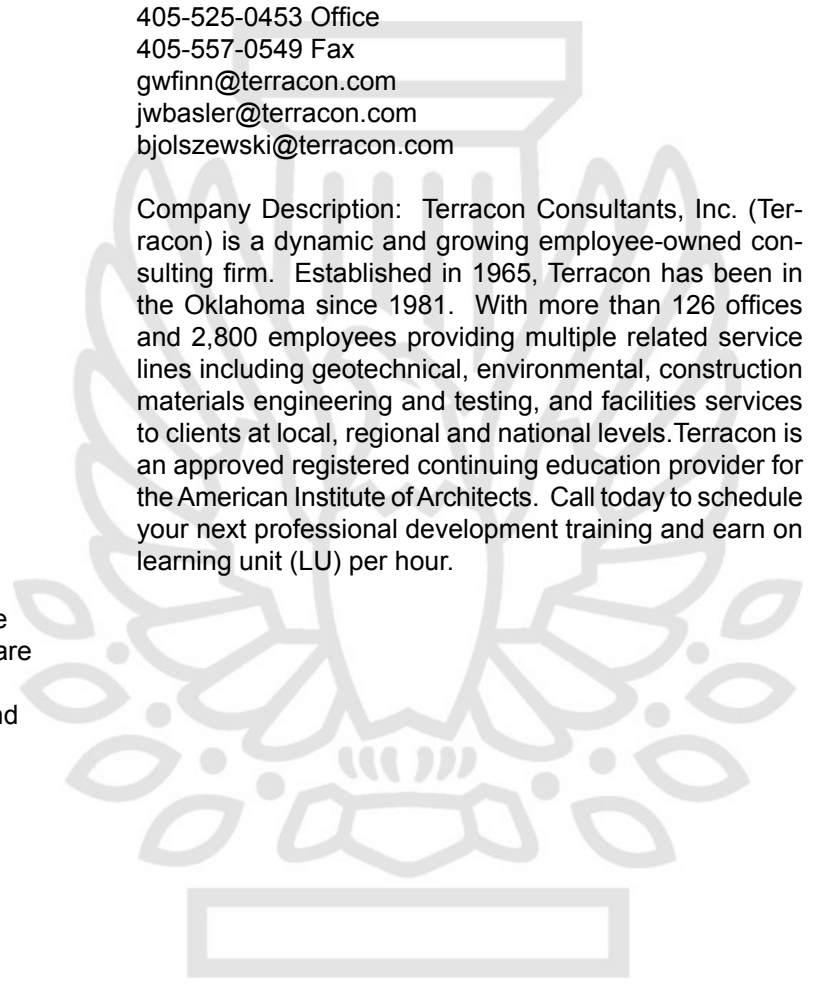 405-525-0453 Office
405-557-0549 Fax
gwfinn@terracon.com
jwbasler@terracon.com
bjolszewski@terracon.com
Company Description: Terracon Consultants, Inc. (Ter-
racon) is a dynamic and growing employee-owned con-
sulting firm. Established in 1965, Terracon has been in
the Oklahoma since 1981. With more than 126 offices
and 2,800 employees providing multiple related service
lines including geotechnical, environmental, construction
materials engineering and testing, and facilities services
to clients at local, regional and national levels.Terracon is
an approved registered continuing education provider for
the American Institute of Architects. Call today to schedule
your next professional development training and earn on
learning unit (LU) per hour.
are